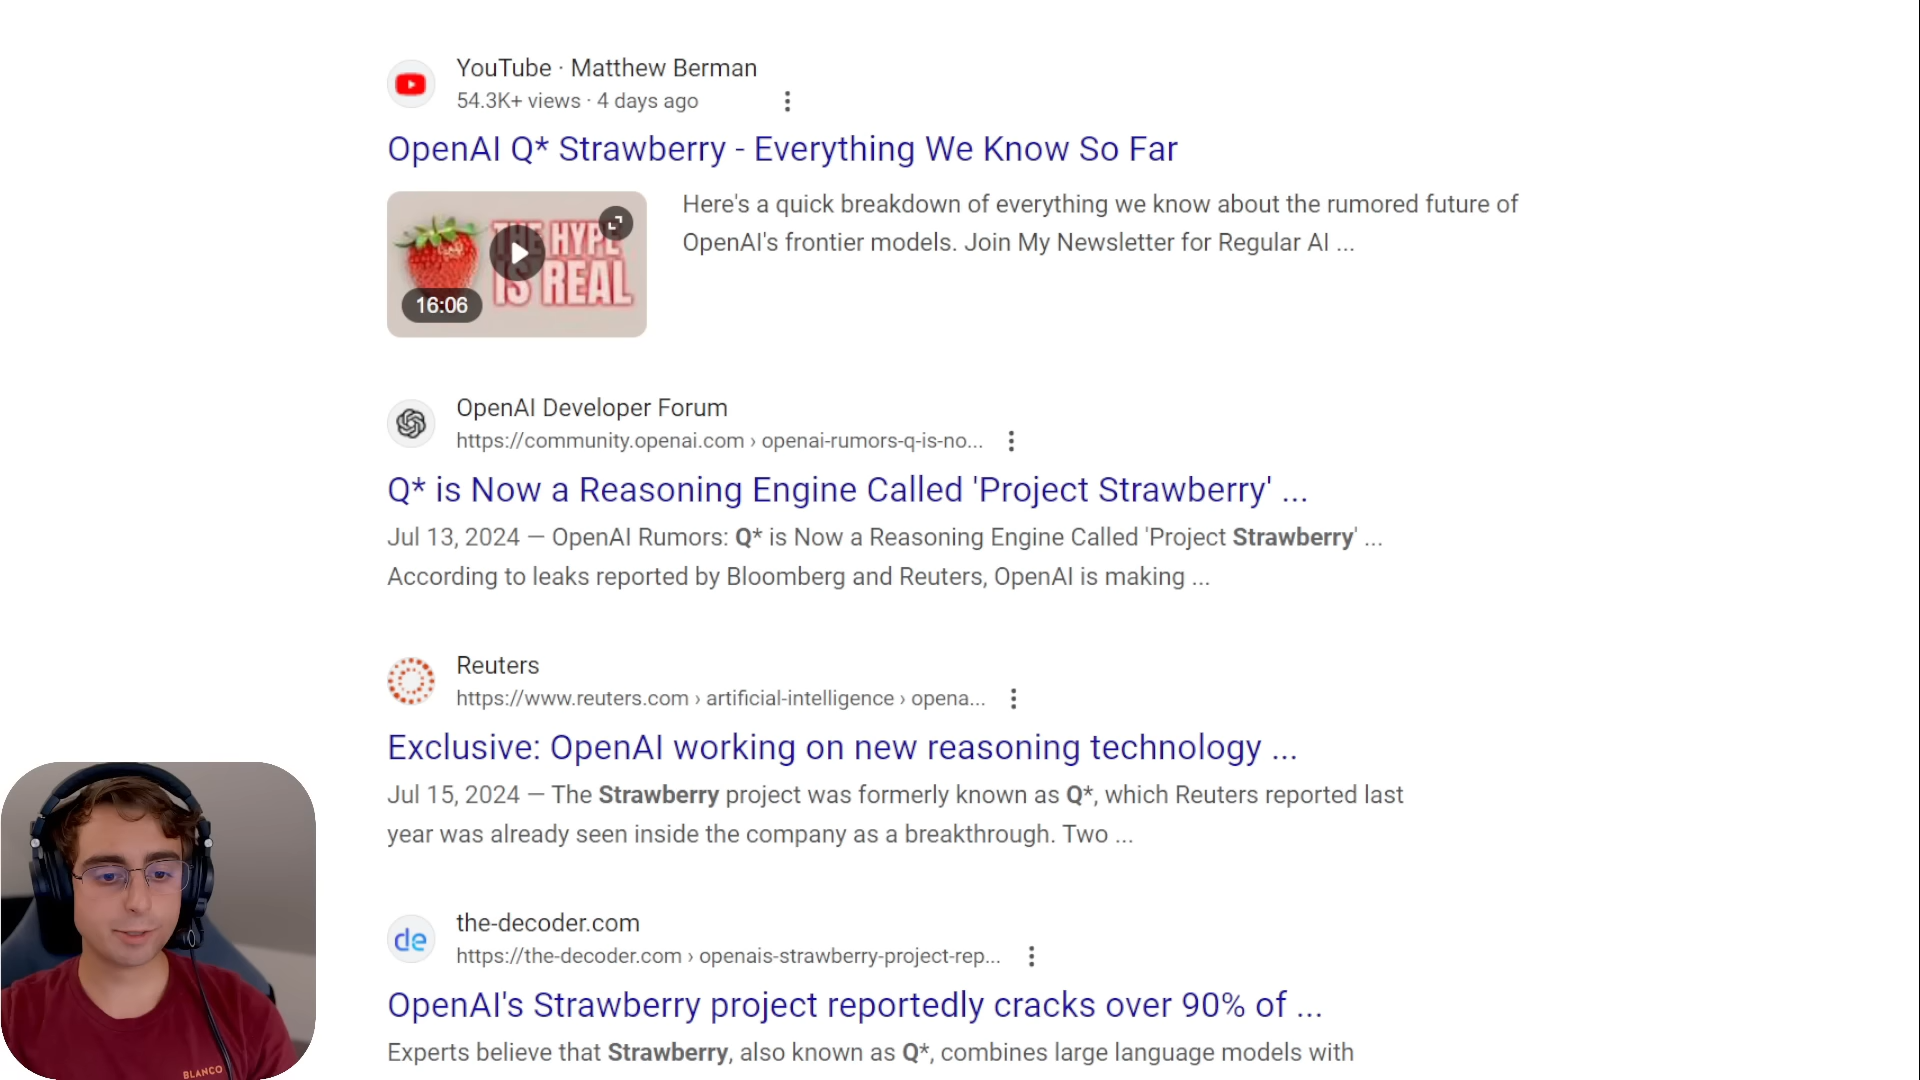 YouTube · Matthew Berman
54.3K+ views · 4 days ago
OpenAI Q* Strawberry - Everything We Know So Far
THE HYPE
IS REAL
16:06
Here's a quick breakdown of everything we know about the rumored future of
OpenAI's frontier models. Join My Newsletter for Regular AI ...
OpenAI Developer Forum
https://community.openai.com › openai-rumors-q-is-no...
Q* is Now a Reasoning Engine Called 'Project Strawberry' ...
Jul 13, 2024 — OpenAI Rumors: Q* is Now a Reasoning Engine Called 'Project Strawberry' ...
According to leaks reported by Bloomberg and Reuters, OpenAI is making ...
Reuters
https://www.reuters.com › artificial-intelligence › opena...
Exclusive: OpenAI working on new reasoning technology ...
Jul 15, 2024 — The Strawberry project was formerly known as Q*, which Reuters reported last
year was already seen inside the company as a breakthrough. Two ...
de
the-decoder.com
https://the-decoder.com › openais-strawberry-project-rep...
OpenAI's Strawberry project reportedly cracks over 90% of ...
Experts believe that Strawberry, also known as Q*, combines large language models with
BLANCO